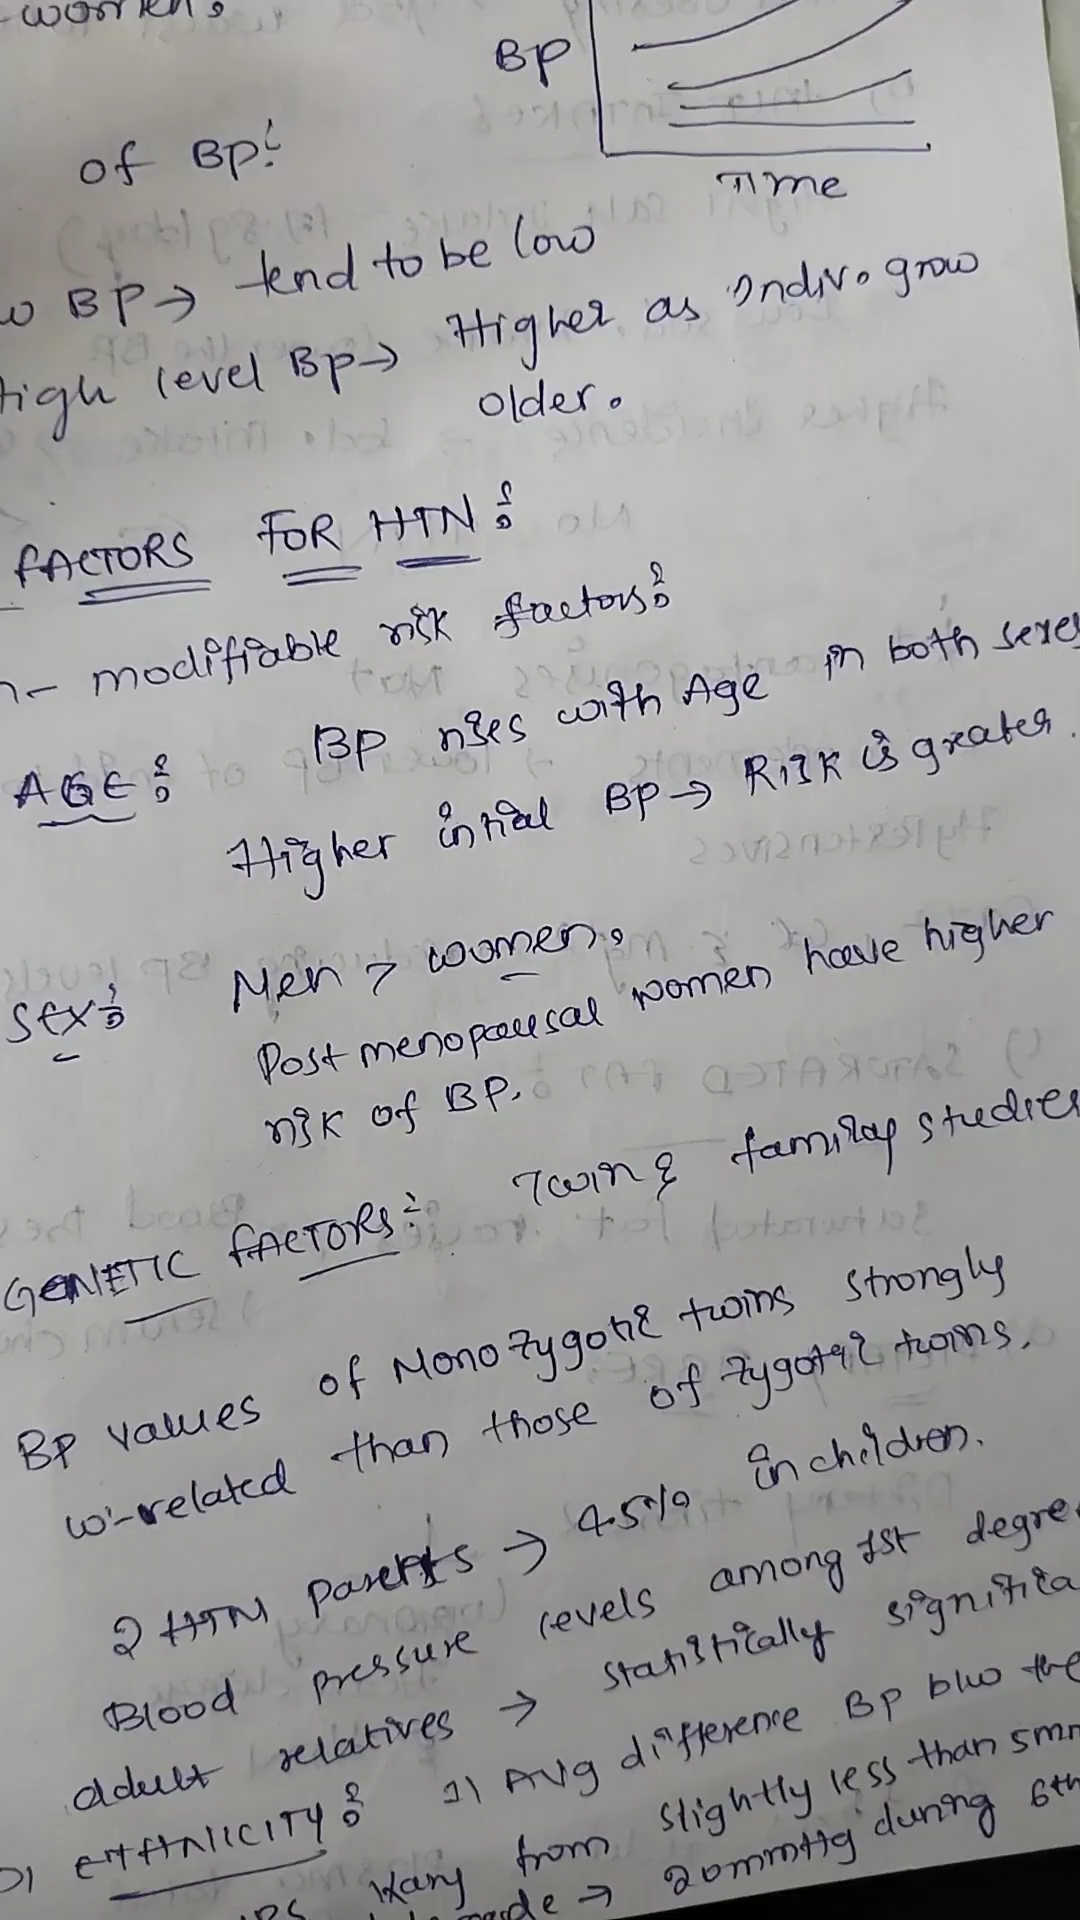 women,
BP
Time
of BP:
BP → tend to be low
High level BP → Higher as Indiv. grow
older.
FACTORS FOR HTN:
modifiable risk factors:
AGE: BP rises with Age in both sexes
Higher initial BP → Risk is greater.
Sex: Men > women,
Post menopausal women have higher
risk of BP.
GENETIC FACTORS: Twin & family studies
BP values of Monozygotic twins strongly
co-related than those of zygotic twins.
2 HTN parents → 45% in children.
Blood pressure levels among 1st degree
adult relatives → statistically significa
ETHNICITY: 1) Avg difference BP b/w the
vary from slightly less than 5mm
→ 20mmHg during 6th